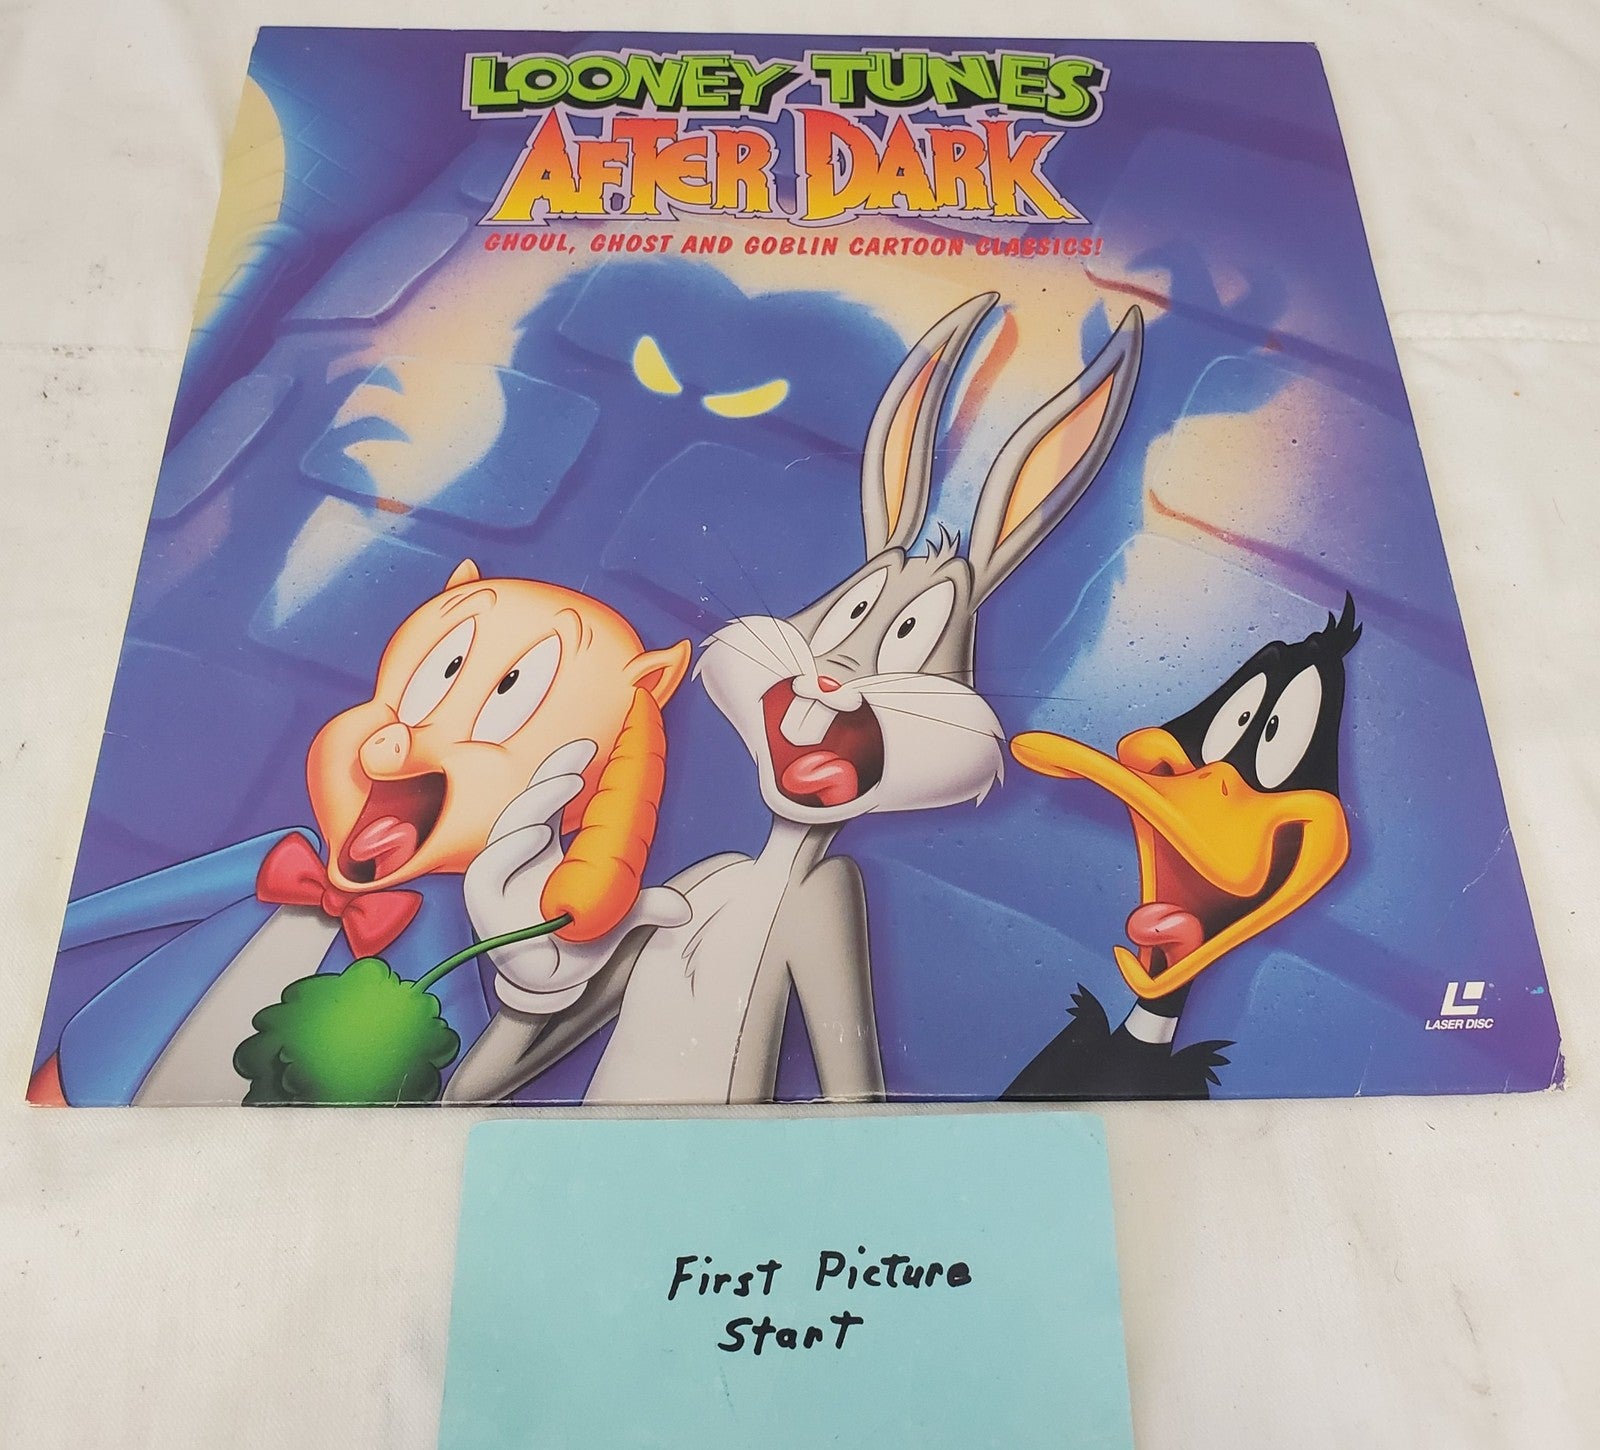 LOONEY TUNES
AFTER DARK
GHOUL, GHOST AND GOBLIN CARTOON CLASSICS!
LASER DISC
First Picture
Start